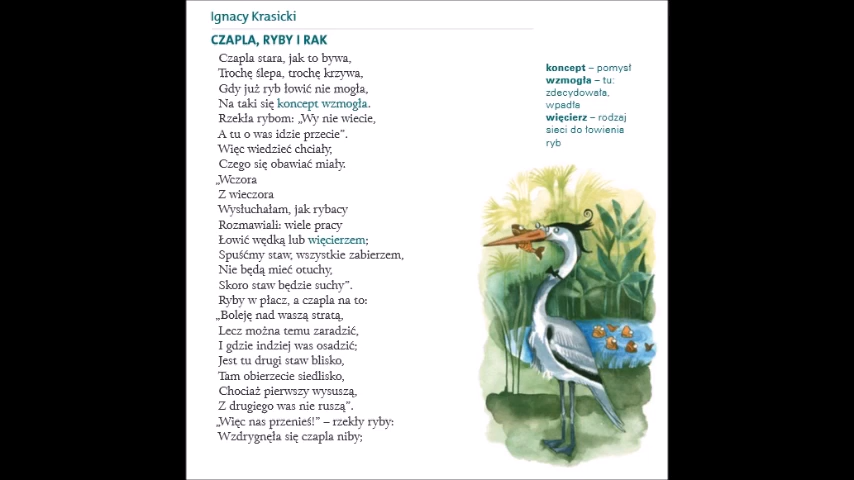 Ignacy Krasicki
CZAPLA, RYBY I RAK
Czapla stara, jak to bywa,
Trochę ślepa, trochę krzywa,
Gdy już ryb łowić nie mogła,
Na taki się koncept wzmogła.
Rzekła rybom: „Wy nie wiecie,
A tu o was idzie przecie”.
Więc wiedzieć chciały,
Czego się obawiać miały.
„Wczora
Z wieczora
Wysłuchałam, jak rybacy
Rozmawiali: wiele pracy
Łowić wędką lub więcierzem;
Spuśćmy staw, wszystkie zabierzem,
Nie będą mieć otuchy,
Skoro staw będzie suchy”.
Ryby w płacz, a czapla na to:
„Boleję nad waszą stratą,
Lecz można temu zaradzić,
I gdzie indziej was osadzić;
Jest tu drugi staw blisko,
Tam obierzecie siedlisko,
Chociaż pierwszy wysuszą,
Z drugiego was nie ruszą”.
„Więc nas przenieś!” – rzekły ryby:
Wzdrygnęła się czapla niby;
koncept – pomysł
wzmogła – tu:
zdecydowała,
wpadła
więcierz – rodzaj
sieci do łowienia
ryb